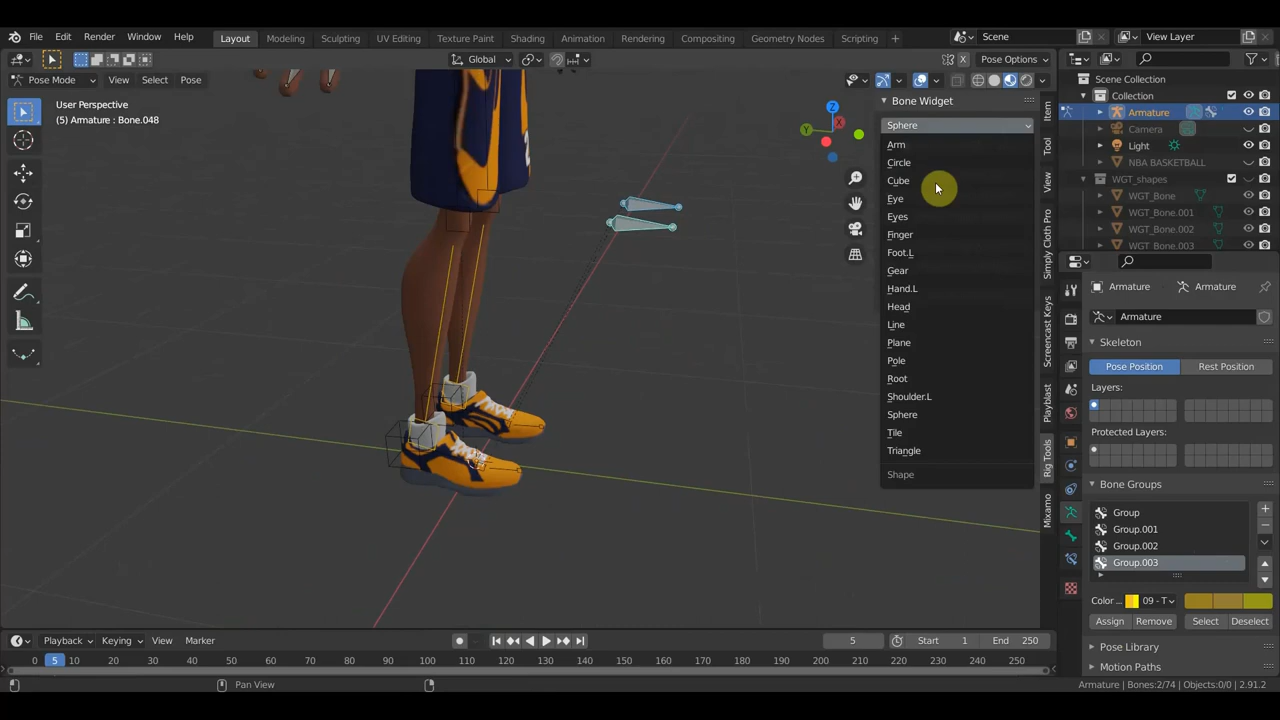 File Edit Render Window Help
Layout Modeling Sculpting UV Editing Texture Paint Shading Animation Rendering Compositing Geometry Nodes Scripting +
Scene
View Layer
Global
Pose Options
Pose Mode View Select Pose
User Perspective
(5) Armature : Bone.048
X
Y
Z
Bone Widget
Sphere
Arm
Circle
Cube
Eye
Eyes
Finger
Foot.L
Gear
Hand.L
Head
Line
Plane
Pole
Root
Shoulder.L
Sphere
Tile
Triangle
Shape
Item
Tool
View
Simply Cloth Pro
Screencast Keys
Playblast
Rig Tools
Mixamo
Scene Collection
Collection
Armature
Camera
Light
NBA BASKETBALL
WGT_shapes
WGT_Bone
WGT_Bone.001
WGT_Bone.002
WGT_Bone.003
Armature Armature
Armature
Skeleton
Pose Position Rest Position
Layers:
Protected Layers:
Bone Groups
Group
Group.001
Group.002
Group.003
Color ... 09 - T
Assign Remove Select Deselect
Pose Library
Motion Paths
Playback Keying View Marker
5 Start 1 End 250
0 5 10 20 30 40 50 60 70 80 90 100 110 120 130 140 150 160 170 180 190 200 210 220 230 240 250
Pan View
Armature | Bones:2/74 | Objects:0/0 | 2.91.2